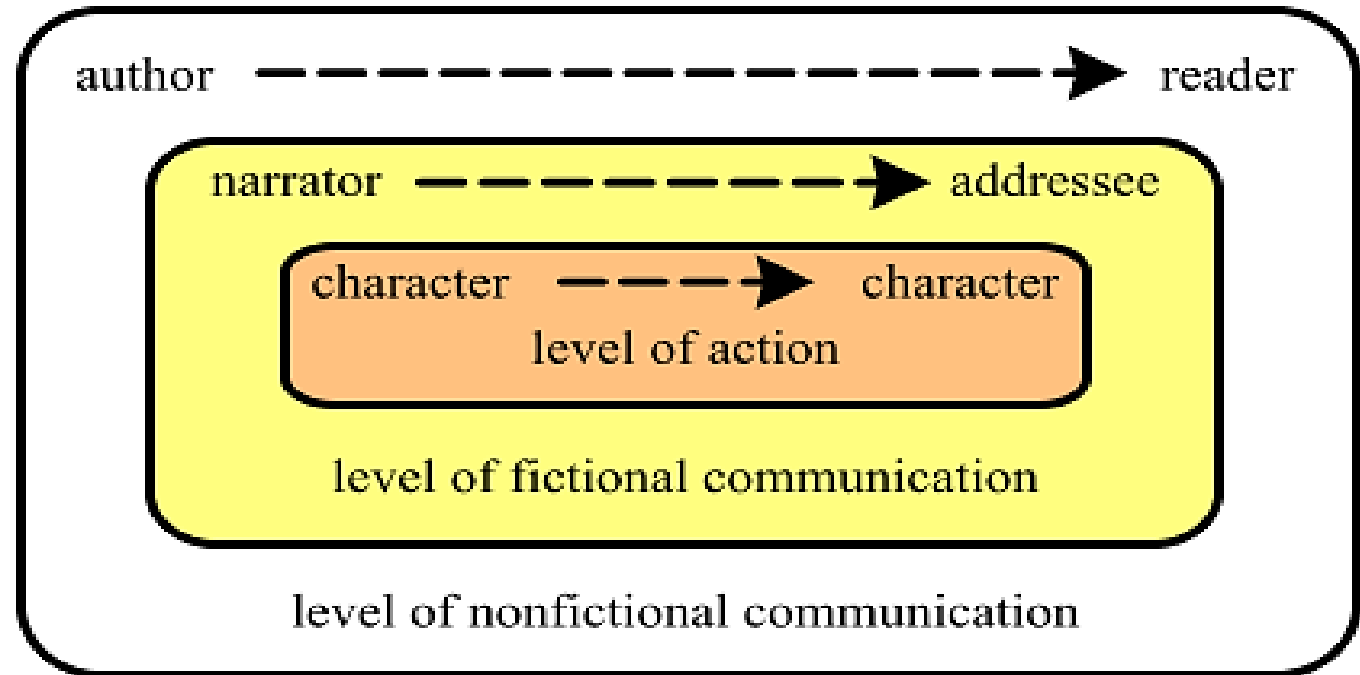 author reader
narrator addressee
character character
level of action
level of fictional communication
level of nonfictional communication